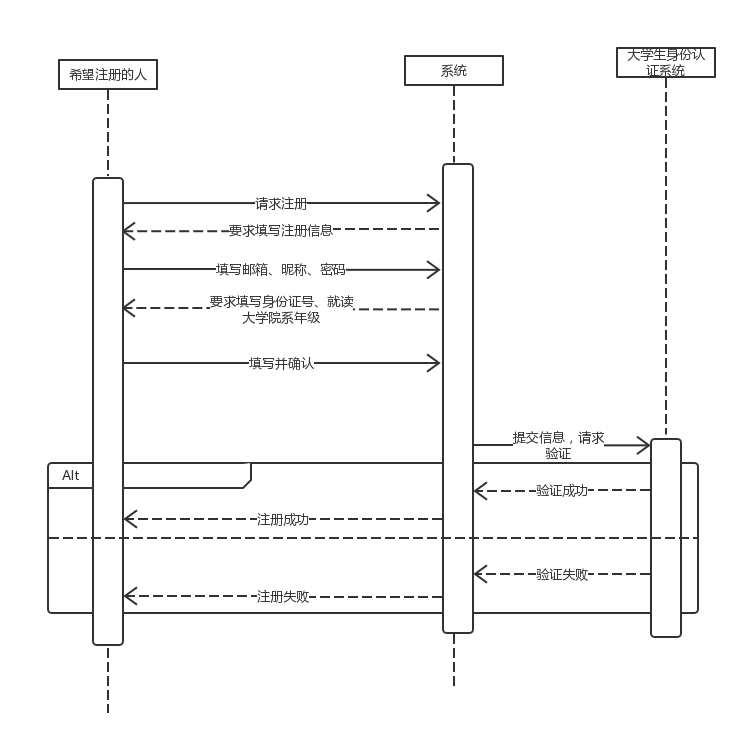 希望注册的人
系统
大学生身份认
证系统
请求注册
要求填写注册信息
填写邮箱、昵称、密码
要求填写身份证号、就读
大学院系年级
填写并确认
提交信息，请求
验证
Alt
验证成功
注册成功
验证失败
注册失败